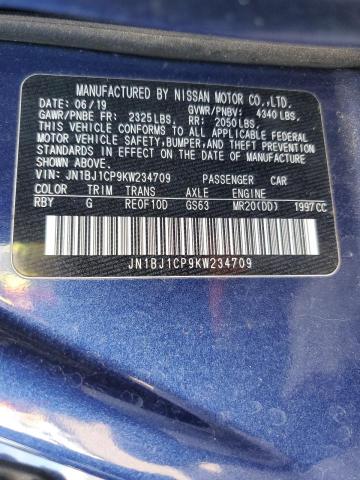 MANUFACTURED BY NISSAN MOTOR CO., LTD.
DATE: 06/19 GVWR/PNBV: 4340 LBS.
GAWR/PNBE FR: 2325 LBS. RR: 2050 LBS.
THIS VEHICLE CONFORMS TO ALL APPLICABLE FEDERAL
MOTOR VEHICLE SAFETY, BUMPER, AND THEFT PREVENTION
STANDARDS IN EFFECT ON THE DATE OF MANUFACTURE SHOWN ABOVE.
VIN: JN1BJ1CP9KW234709 PASSENGER CAR
COLOR TRIM TRANS AXLE ENGINE
RBY G RE0F10D GS63 MR20(DD) 1997CC
JN1BJ1CP9KW234709